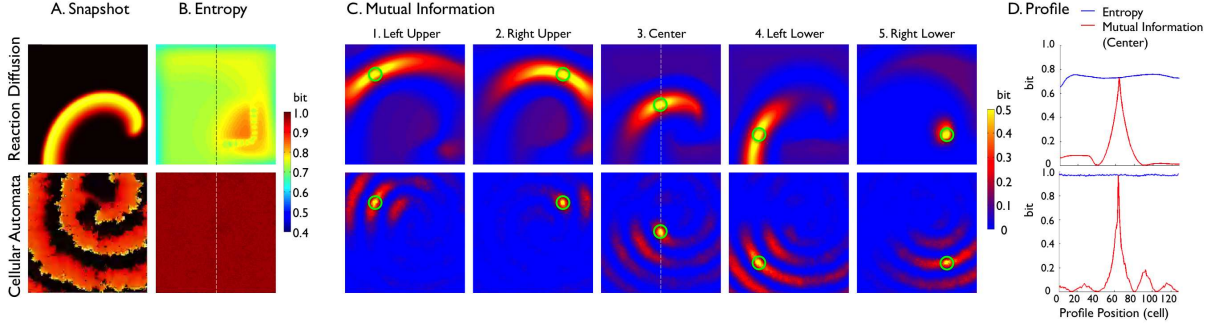 A. Snapshot
B. Entropy
C. Mutual Information
D. Profile
Entropy
Mutual Information
(Center)
1. Left Upper
2. Right Upper
3. Center
4. Left Lower
5. Right Lower
Reaction Diffusion
Cellular Automata
bit
1.0
0.9
0.8
0.7
0.6
0.5
0.4
bit
0.5
0.4
0.3
0.2
0.1
0
bit
1.0
0.8
0.6
0.4
0.2
0
bit
1.0
0.8
0.6
0.4
0.2
0
0 20 40 60 80 100 120
Profile Position (cell)